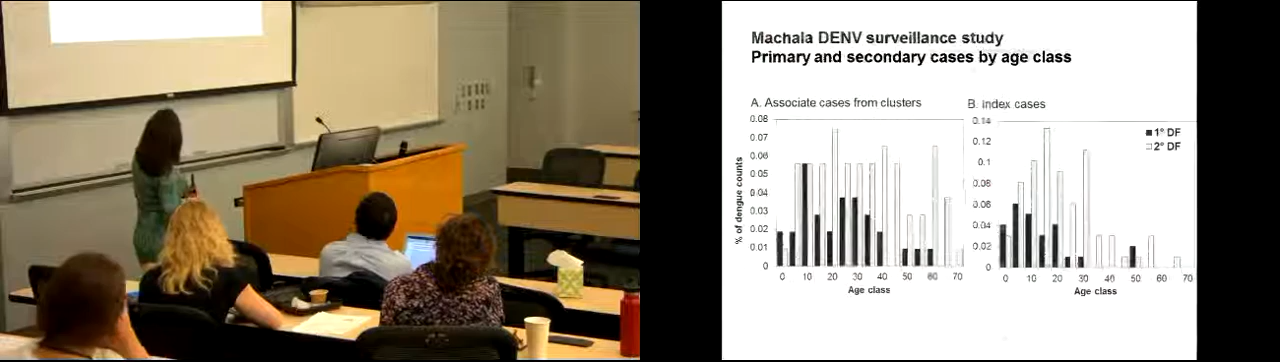 Machala DENV surveillance study
Primary and secondary cases by age class
A. Associate cases from clusters
0.08
0.07
0.06
0.05
0.04
0.03
0.02
0.01
0
% of dengue counts
0 10 20 30 40 50 60 70
Age class
B. Index cases
0.14
0.12
0.1
0.08
0.06
0.04
0.02
0
1° DF
2° DF
0 10 20 30 40 50 60 70
Age class